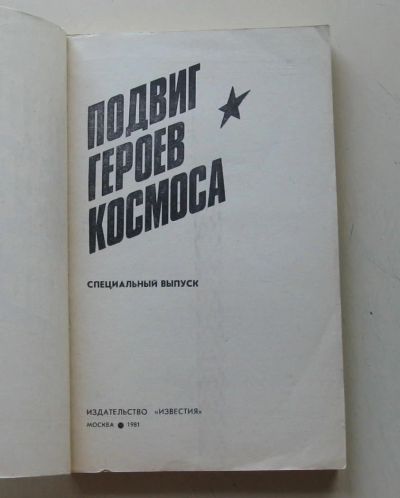 ПОДВИГ
ГЕРОЕВ
КОСМОСА
СПЕЦИАЛЬНЫЙ ВЫПУСК
ИЗДАТЕЛЬСТВО «ИЗВЕСТИЯ»
МОСКВА ● 1981